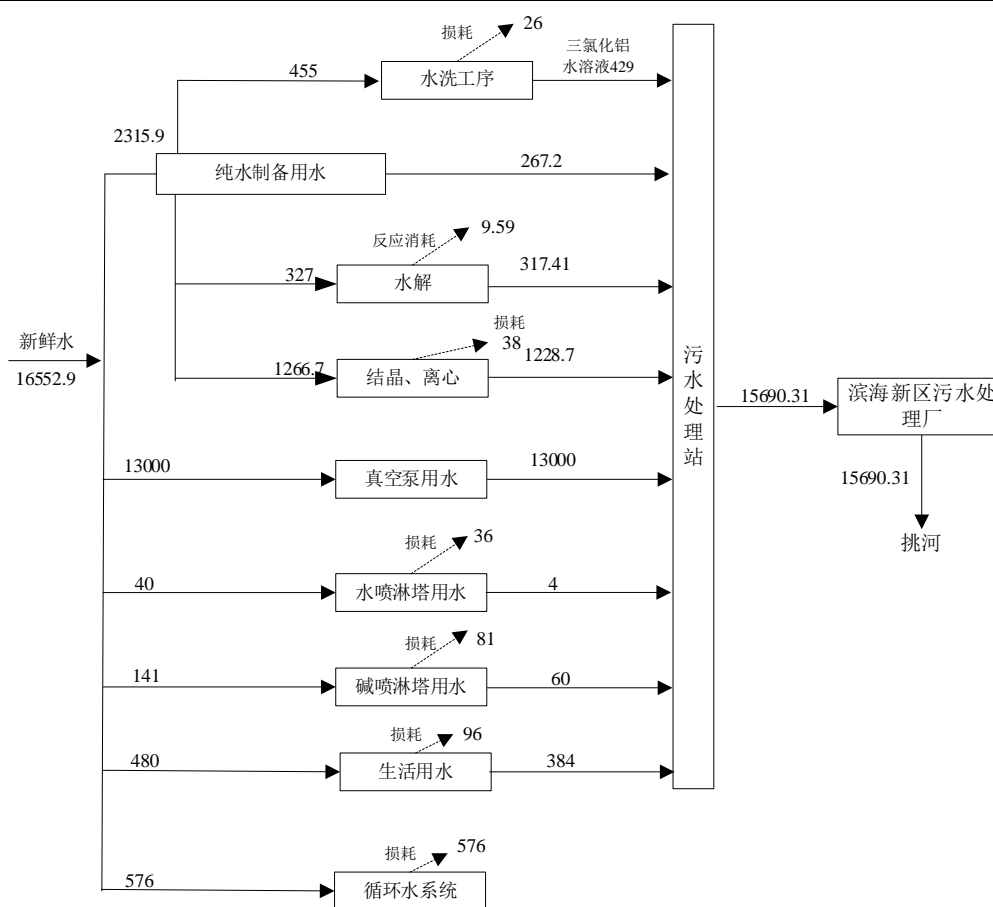 损耗
26
455
水洗工序
三氯化铝
水溶液429
2315.9
纯水制备用水
267.2
反应消耗
9.59
327
水解
317.41
新鲜水
16552.9
损耗
38
1266.7
结晶、离心
1228.7
污水处理站
15690.31
滨海新区污水处
理厂
15690.31
挑河
13000
真空泵用水
13000
损耗
36
40
水喷淋塔用水
4
损耗
81
141
碱喷淋塔用水
60
损耗
96
480
生活用水
384
损耗
576
576
循环水系统